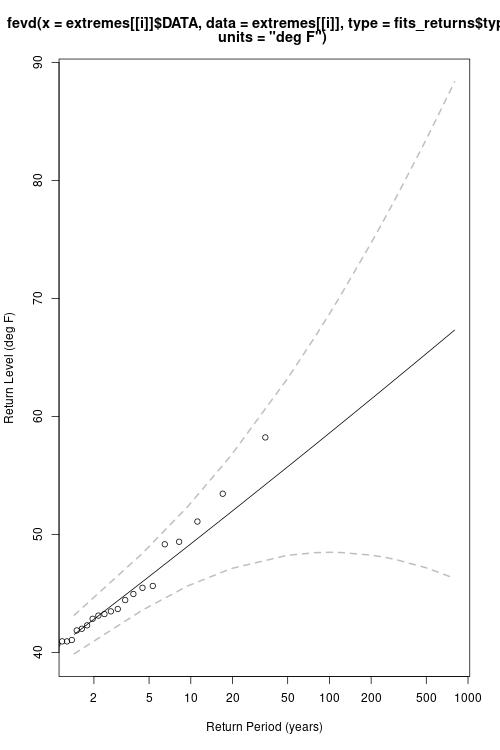 fevd(x = extremes[[i]]$DATA, data = extremes[[i]], type = fits_returns$typ
units = "deg F")
90
80
70
60
50
40
Return Level (deg F)
2 5 10 20 50 100 200 500 1000
Return Period (years)